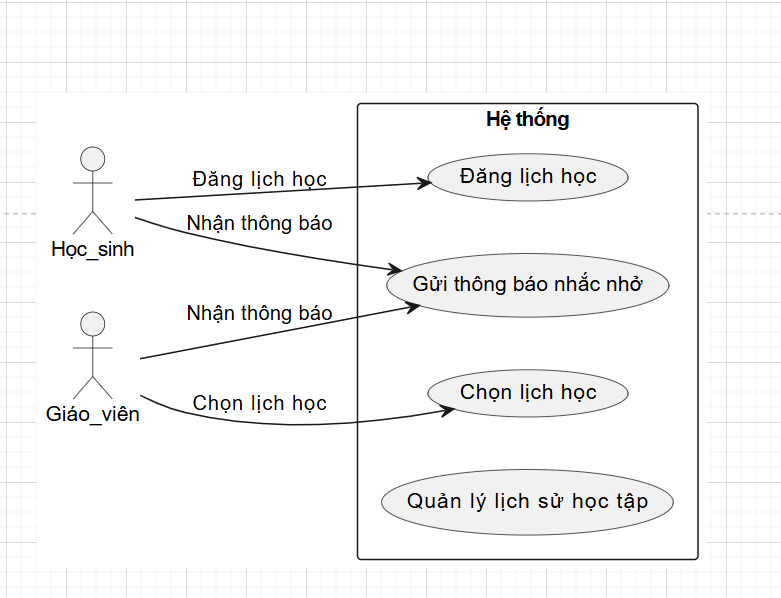 Hệ thống
Đăng lịch học
Đăng lịch học
Nhận thông báo
Học_sinh
Gửi thông báo nhắc nhở
Nhận thông báo
Chọn lịch học
Chọn lịch học
Giáo_viên
Quản lý lịch sử học tập